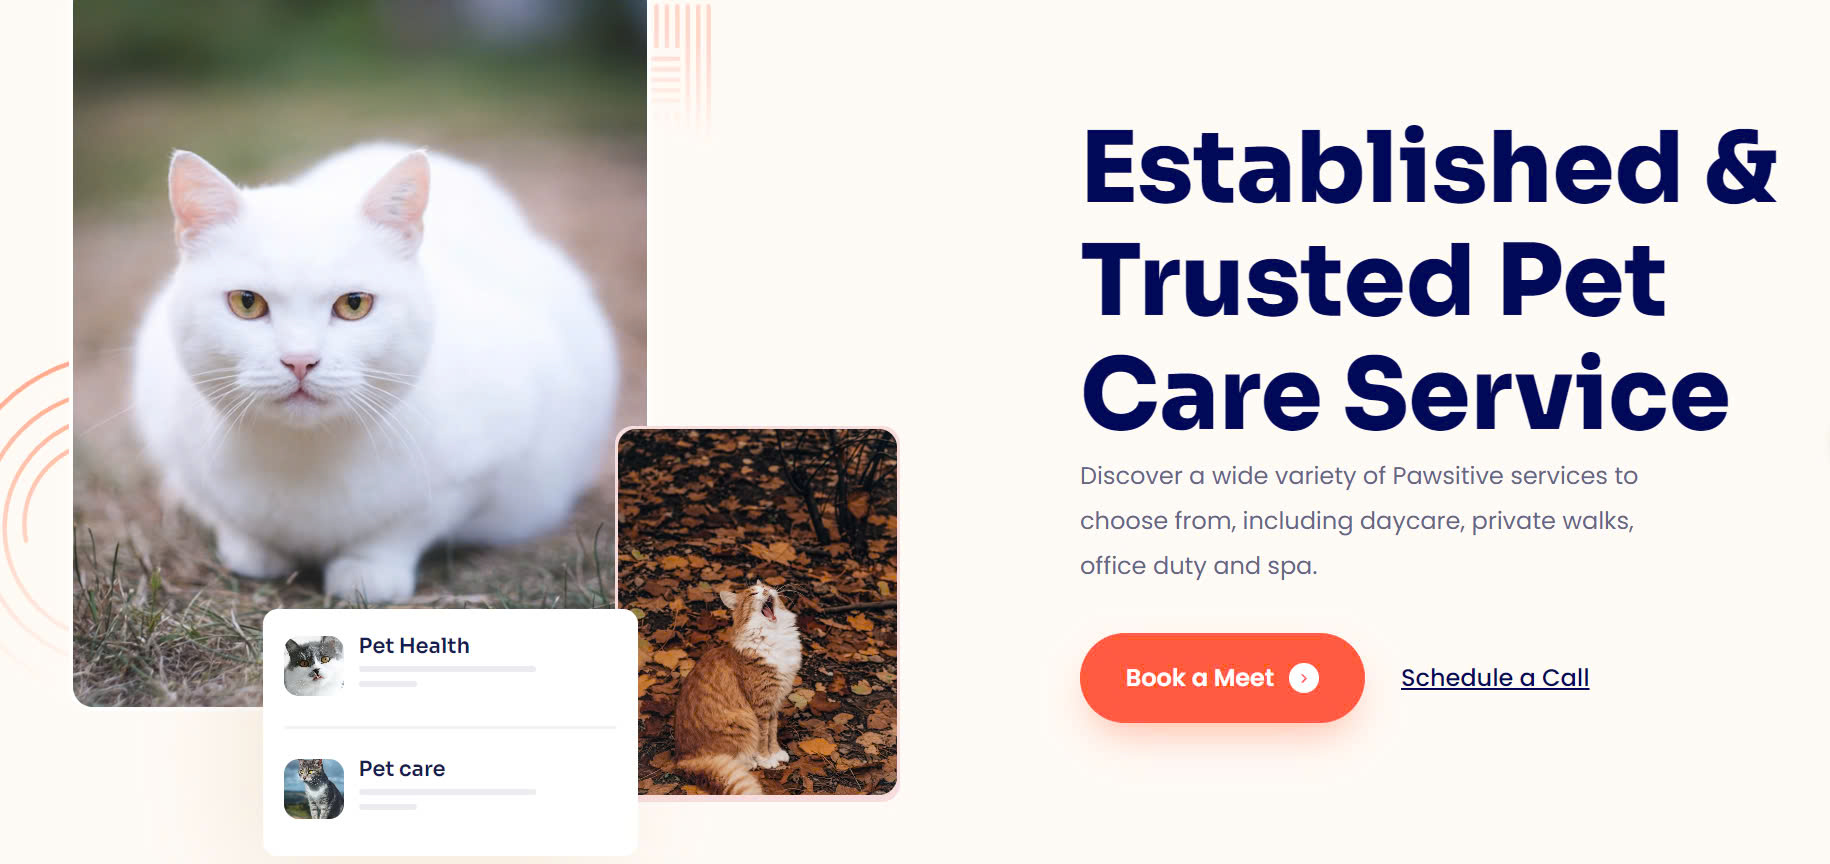 Established &
Trusted Pet
Care Service
Discover a wide variety of Pawsitive services to
choose from, including daycare, private walks,
office duty and spa.
Book a Meet
Schedule a Call
Pet Health
Pet care